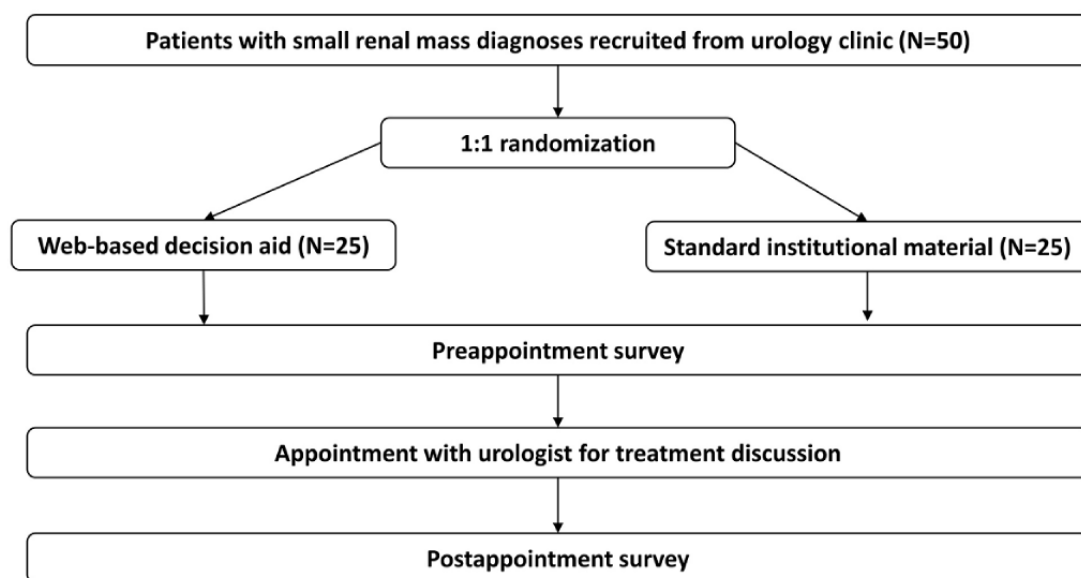 Patients with small renal mass diagnoses recruited from urology clinic (N=50)
1:1 randomization
Web-based decision aid (N=25)
Standard institutional material (N=25)
Preappointment survey
Appointment with urologist for treatment discussion
Postappointment survey